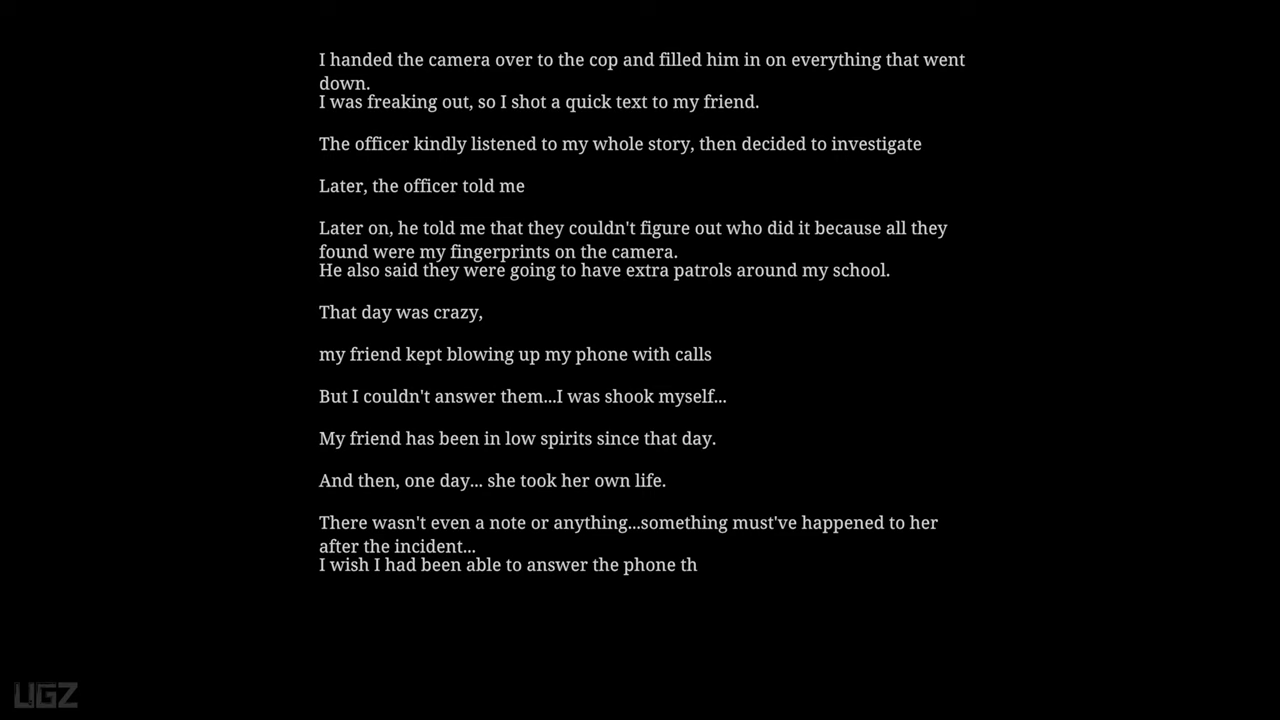 I handed the camera over to the cop and filled him in on everything that went
down.
I was freaking out, so I shot a quick text to my friend.
The officer kindly listened to my whole story, then decided to investigate
Later, the officer told me
Later on, he told me that they couldn't figure out who did it because all they
found were my fingerprints on the camera.
He also said they were going to have extra patrols around my school.
That day was crazy,
my friend kept blowing up my phone with calls
But I couldn't answer them...I was shook myself...
My friend has been in low spirits since that day.
And then, one day... she took her own life.
There wasn't even a note or anything...something must've happened to her
after the incident...
I wish I had been able to answer the phone th
UGZ